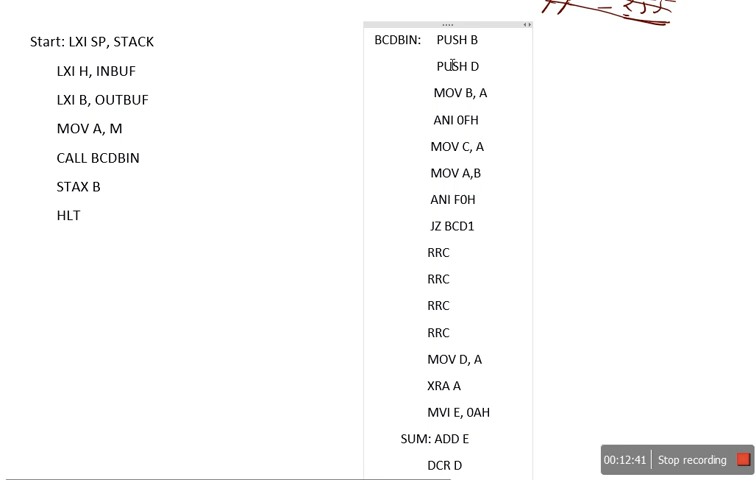 Start: LXI SP, STACK
LXI H, INBUF
LXI B, OUTBUF
MOV A, M
CALL BCDBIN
STAX B
HLT
BCDBIN: PUSH B
PUSH D
MOV B, A
ANI 0FH
MOV C, A
MOV A,B
ANI F0H
JZ BCD1
RRC
RRC
RRC
RRC
MOV D, A
XRA A
MVI E, 0AH
SUM: ADD E
DCR D
00:12:41 Stop recording